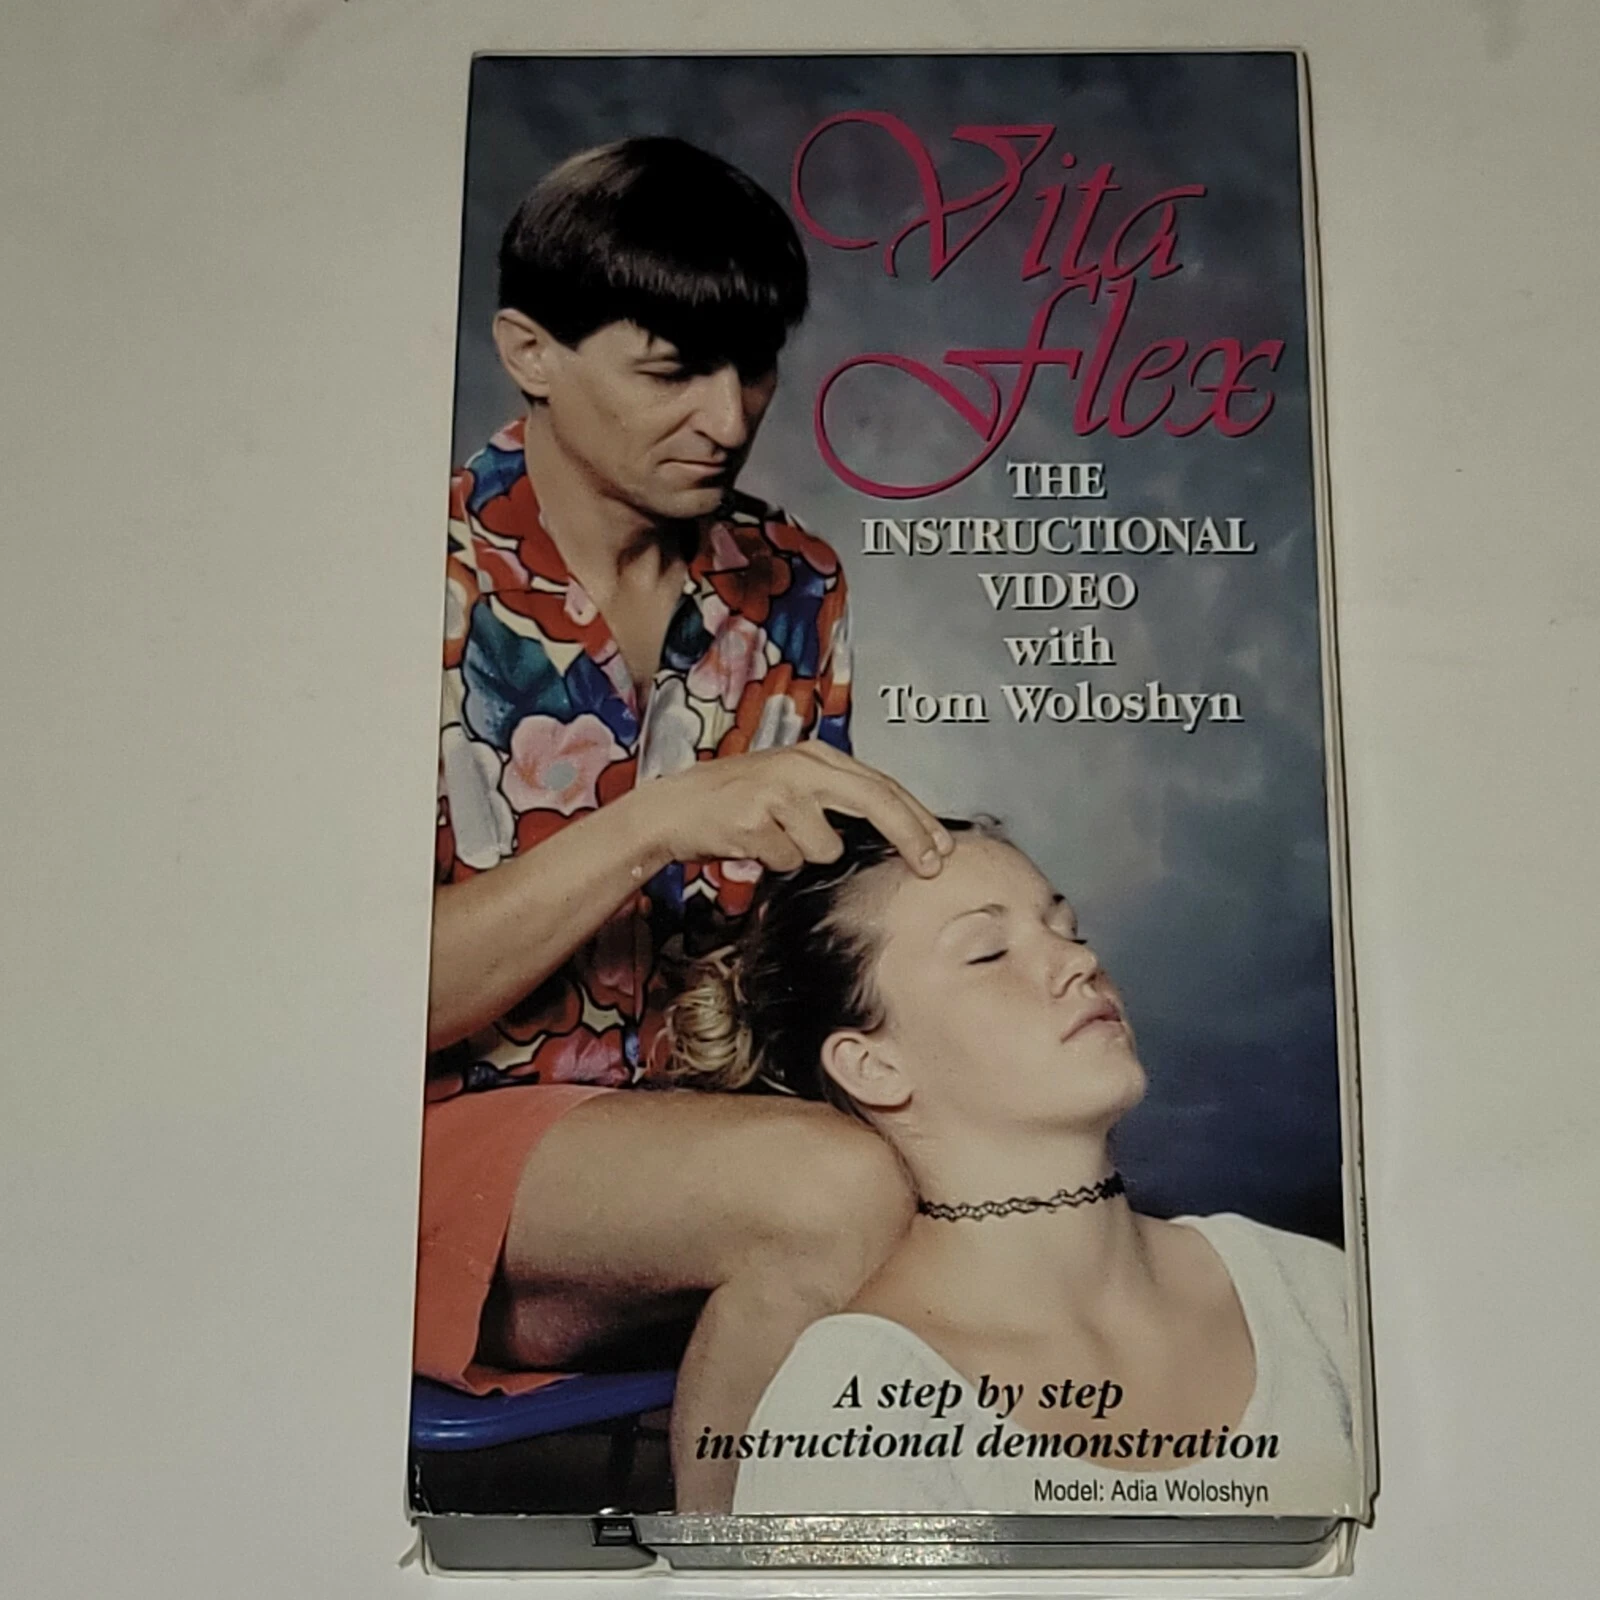 Vita
flex
THE
INSTRUCTIONAL
VIDEO
with
Tom Woloshyn
A step by step
instructional demonstration
Model: Adia Woloshyn